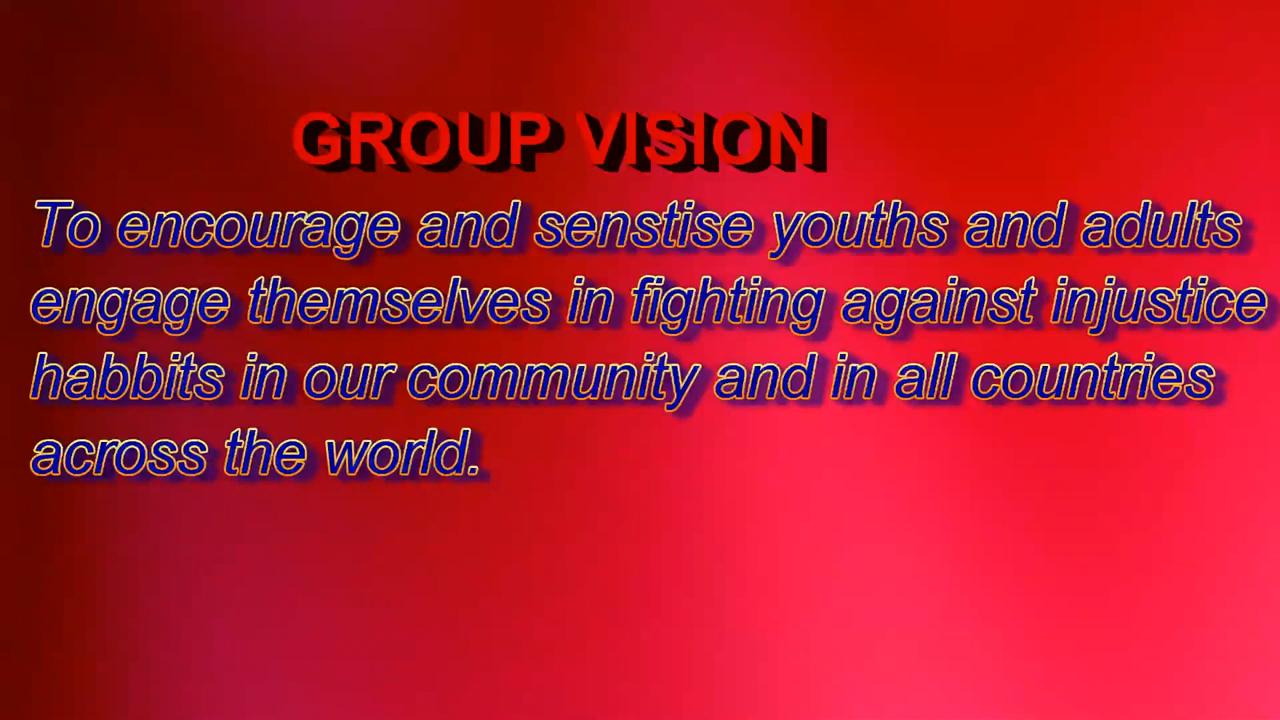 GROUP VISION
To encourage and senstise youths and adults
engage themselves in fighting against injustice
habbits in our community and in all countries
across the world.